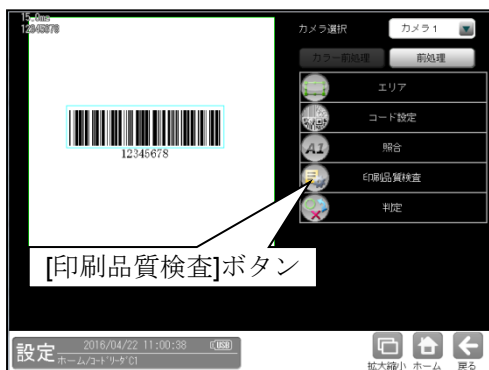 15.0ms
12345678
カメラ選択
カメラ1
カラー前処理
前処理
エリア
コード設定
照合
印刷品質検査
判定
12345678
[印刷品質検査]ボタン
設定
2016/04/22 11:00:38
USB
ホーム/コードリーダC1
拡大縮小
ホーム
戻る